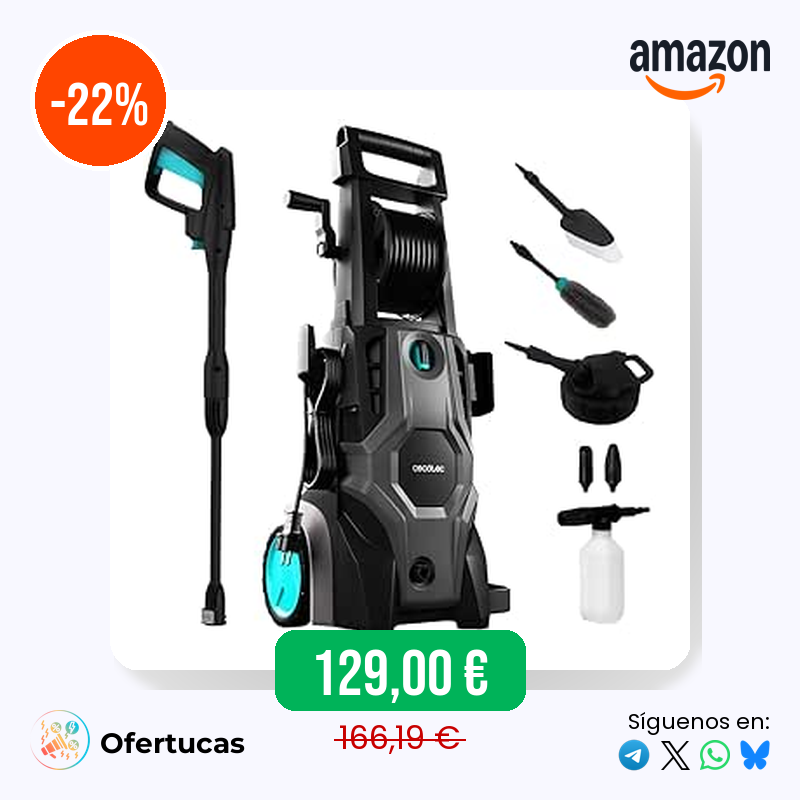 -22%
amazon
cecotec
129,00 €
166,19 €
Ofertucas
Síguenos en: